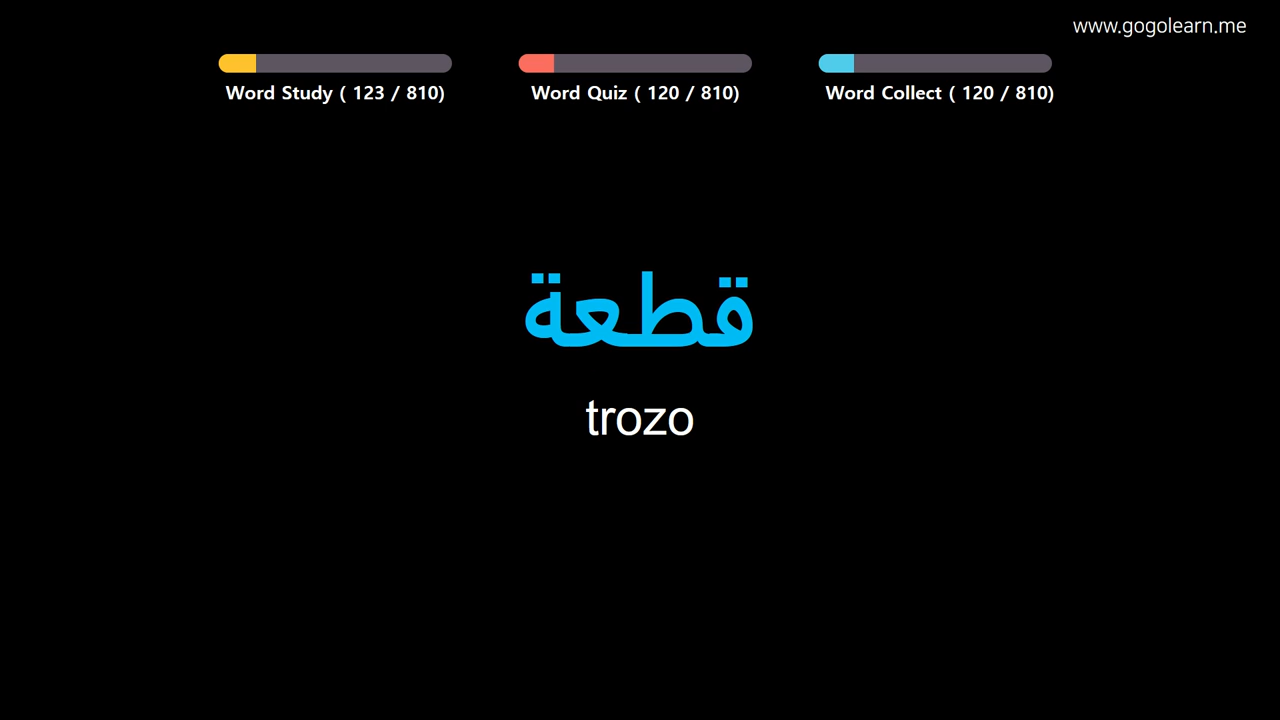 www.gogolearn.me
Word Study ( 123 / 810)
Word Quiz ( 120 / 810)
Word Collect ( 120 / 810)
قطعة
trozo